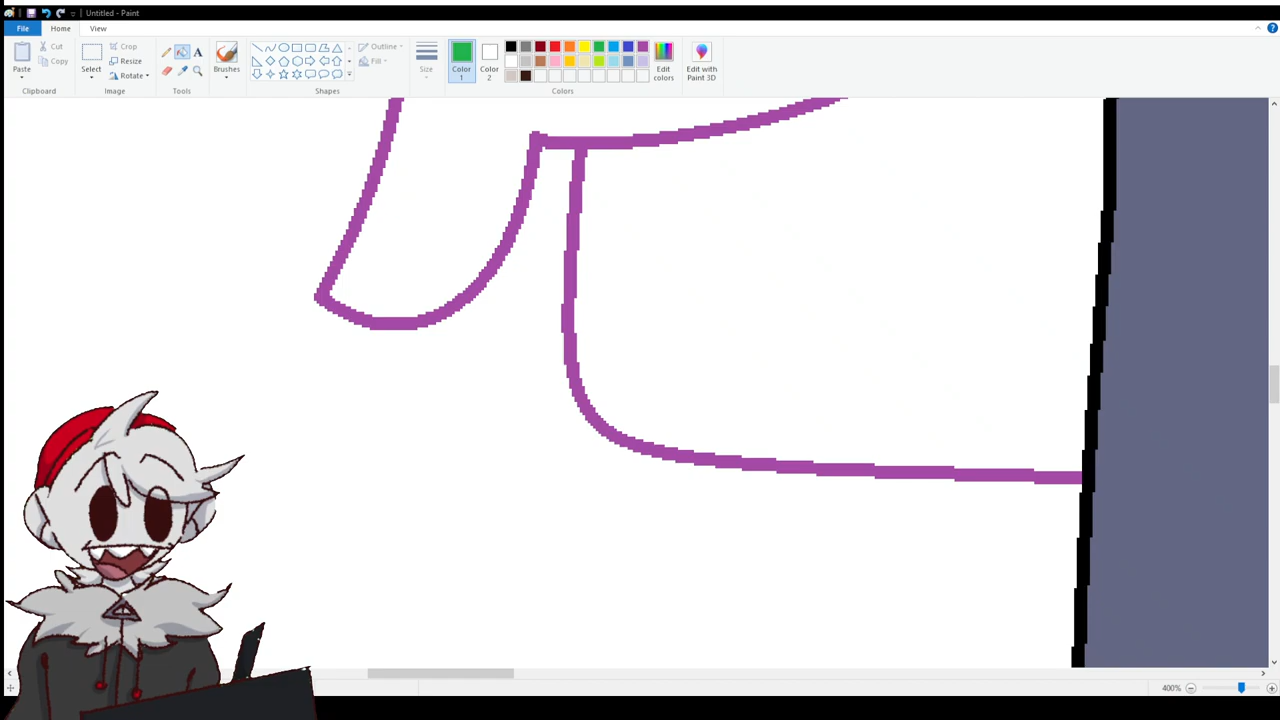 Untitled - Paint
File Home View
Paste Cut Copy Clipboard
Select Crop Resize Rotate Image
A Tools
Brushes
Outline Fill Shapes
Size
Color 1 Color 2 Edit colors Colors
Edit with Paint 3D
400%